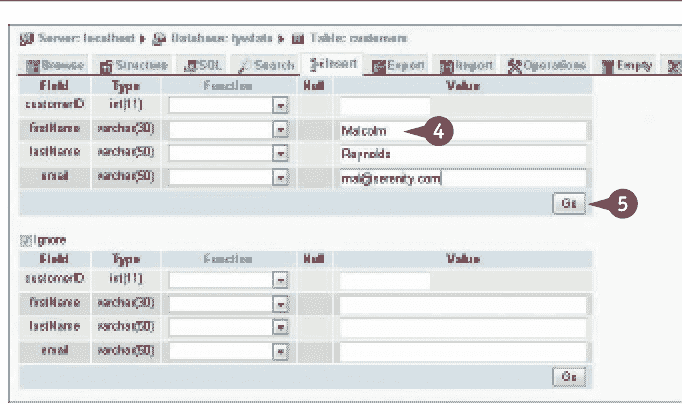 Server: localhost Database: tywdata Table: customers
Browse Structure SQL Search Insert Export Import Operations Empty
Field Type Function Null Value
customerID int(11)
firstName varchar(30) Malcolm 4
lastName varchar(50) Reynolds
email varchar(50) mal@serenity.com
Go 5
Ignore
Field Type Function Null Value
customerID int(11)
firstName varchar(30)
lastName varchar(50)
email varchar(50)
Go